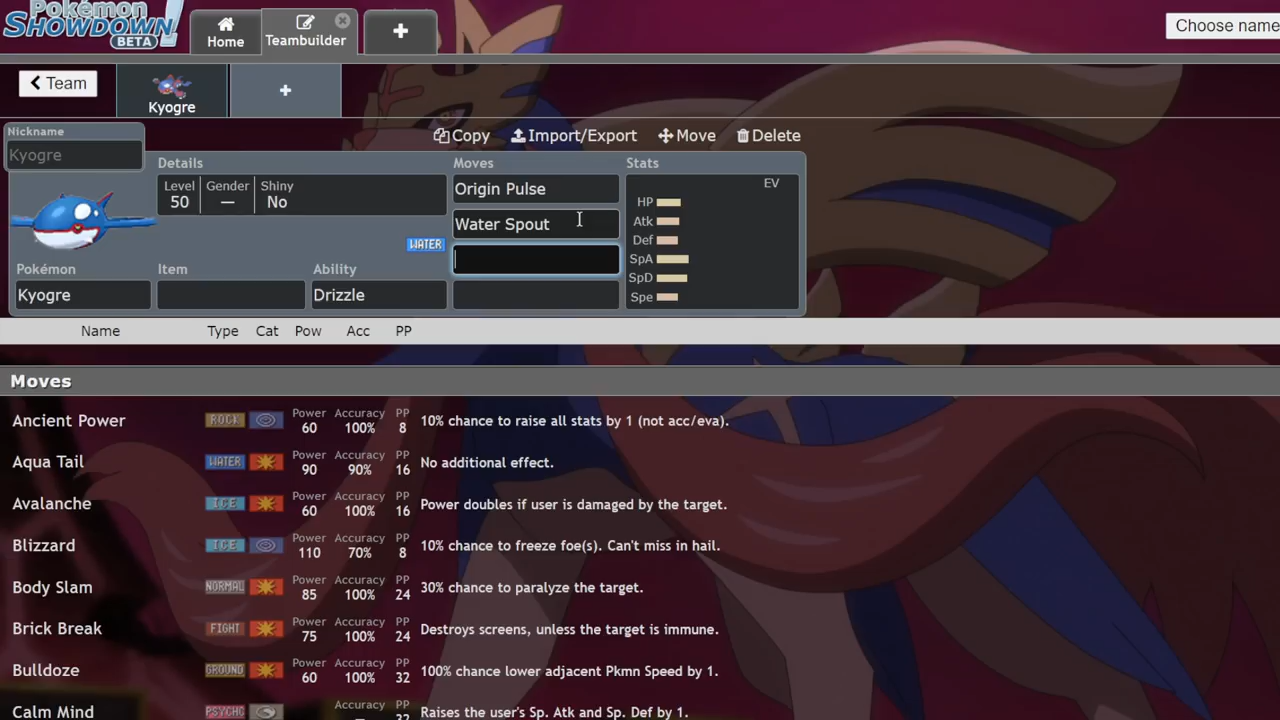 Pokémon
SHOWDOWN!
BETA
Home
Teambuilder
Choose name
Team
Kyogre
Copy
Import/Export
Move
Delete
Nickname
Kyogre
Details
Moves
Stats
Level
50
Gender
—
Shiny
No
Origin Pulse
Water Spout
EV
HP
Atk
Def
SpA
SpD
Spe
WATER
Pokémon
Kyogre
Item
Ability
Drizzle
Name Type Cat Pow Acc PP
Moves
Ancient Power ROCK Power 60 Accuracy 100% PP 8 10% chance to raise all stats by 1 (not acc/eva).
Aqua Tail WATER Power 90 Accuracy 90% PP 16 No additional effect.
Avalanche ICE Power 60 Accuracy 100% PP 16 Power doubles if user is damaged by the target.
Blizzard ICE Power 110 Accuracy 70% PP 8 10% chance to freeze foe(s). Can't miss in hail.
Body Slam NORMAL Power 85 Accuracy 100% PP 24 30% chance to paralyze the target.
Brick Break FIGHT Power 75 Accuracy 100% PP 24 Destroys screens, unless the target is immune.
Bulldoze GROUND Power 60 Accuracy 100% PP 32 100% chance lower adjacent Pkmn Speed by 1.
Calm Mind PSYCHC Accuracy — PP 32 Raises the user's Sp. Atk and Sp. Def by 1.